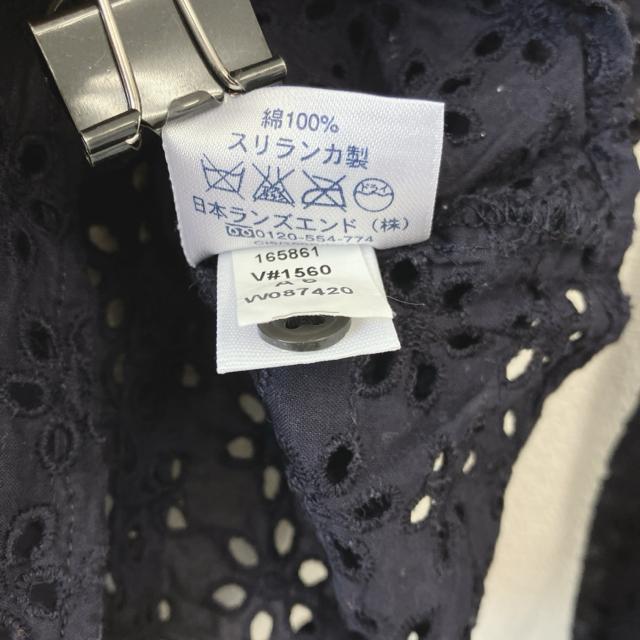 綿100%
スリランカ製
ドライ
日本ランズエンド（株）
0120-554-774
165861
V#1560
W087420